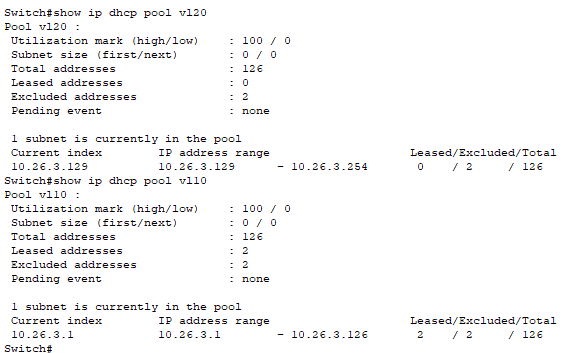 Switch#show ip dhcp pool vl20
Pool vl20 :
 Utilization mark (high/low)    : 100 / 0
 Subnet size (first/next)       : 0 / 0
 Total addresses                : 126
 Leased addresses               : 0
 Excluded addresses             : 2
 Pending event                  : none

 1 subnet is currently in the pool
 Current index        IP address range                    Leased/Excluded/Total
 10.26.3.129          10.26.3.129      - 10.26.3.254       0    / 2     / 126
Switch#show ip dhcp pool vl10
Pool vl10 :
 Utilization mark (high/low)    : 100 / 0
 Subnet size (first/next)       : 0 / 0
 Total addresses                : 126
 Leased addresses               : 2
 Excluded addresses             : 2
 Pending event                  : none

 1 subnet is currently in the pool
 Current index        IP address range                    Leased/Excluded/Total
 10.26.3.1            10.26.3.1        - 10.26.3.126       2    / 2     / 126
Switch#